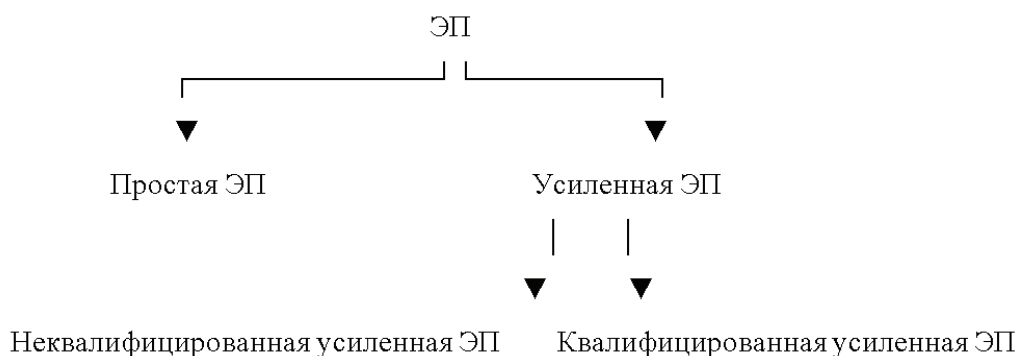 ЭП
Простая ЭП Усиленная ЭП
Неквалифицированная усиленная ЭП Квалифицированная усиленная ЭП